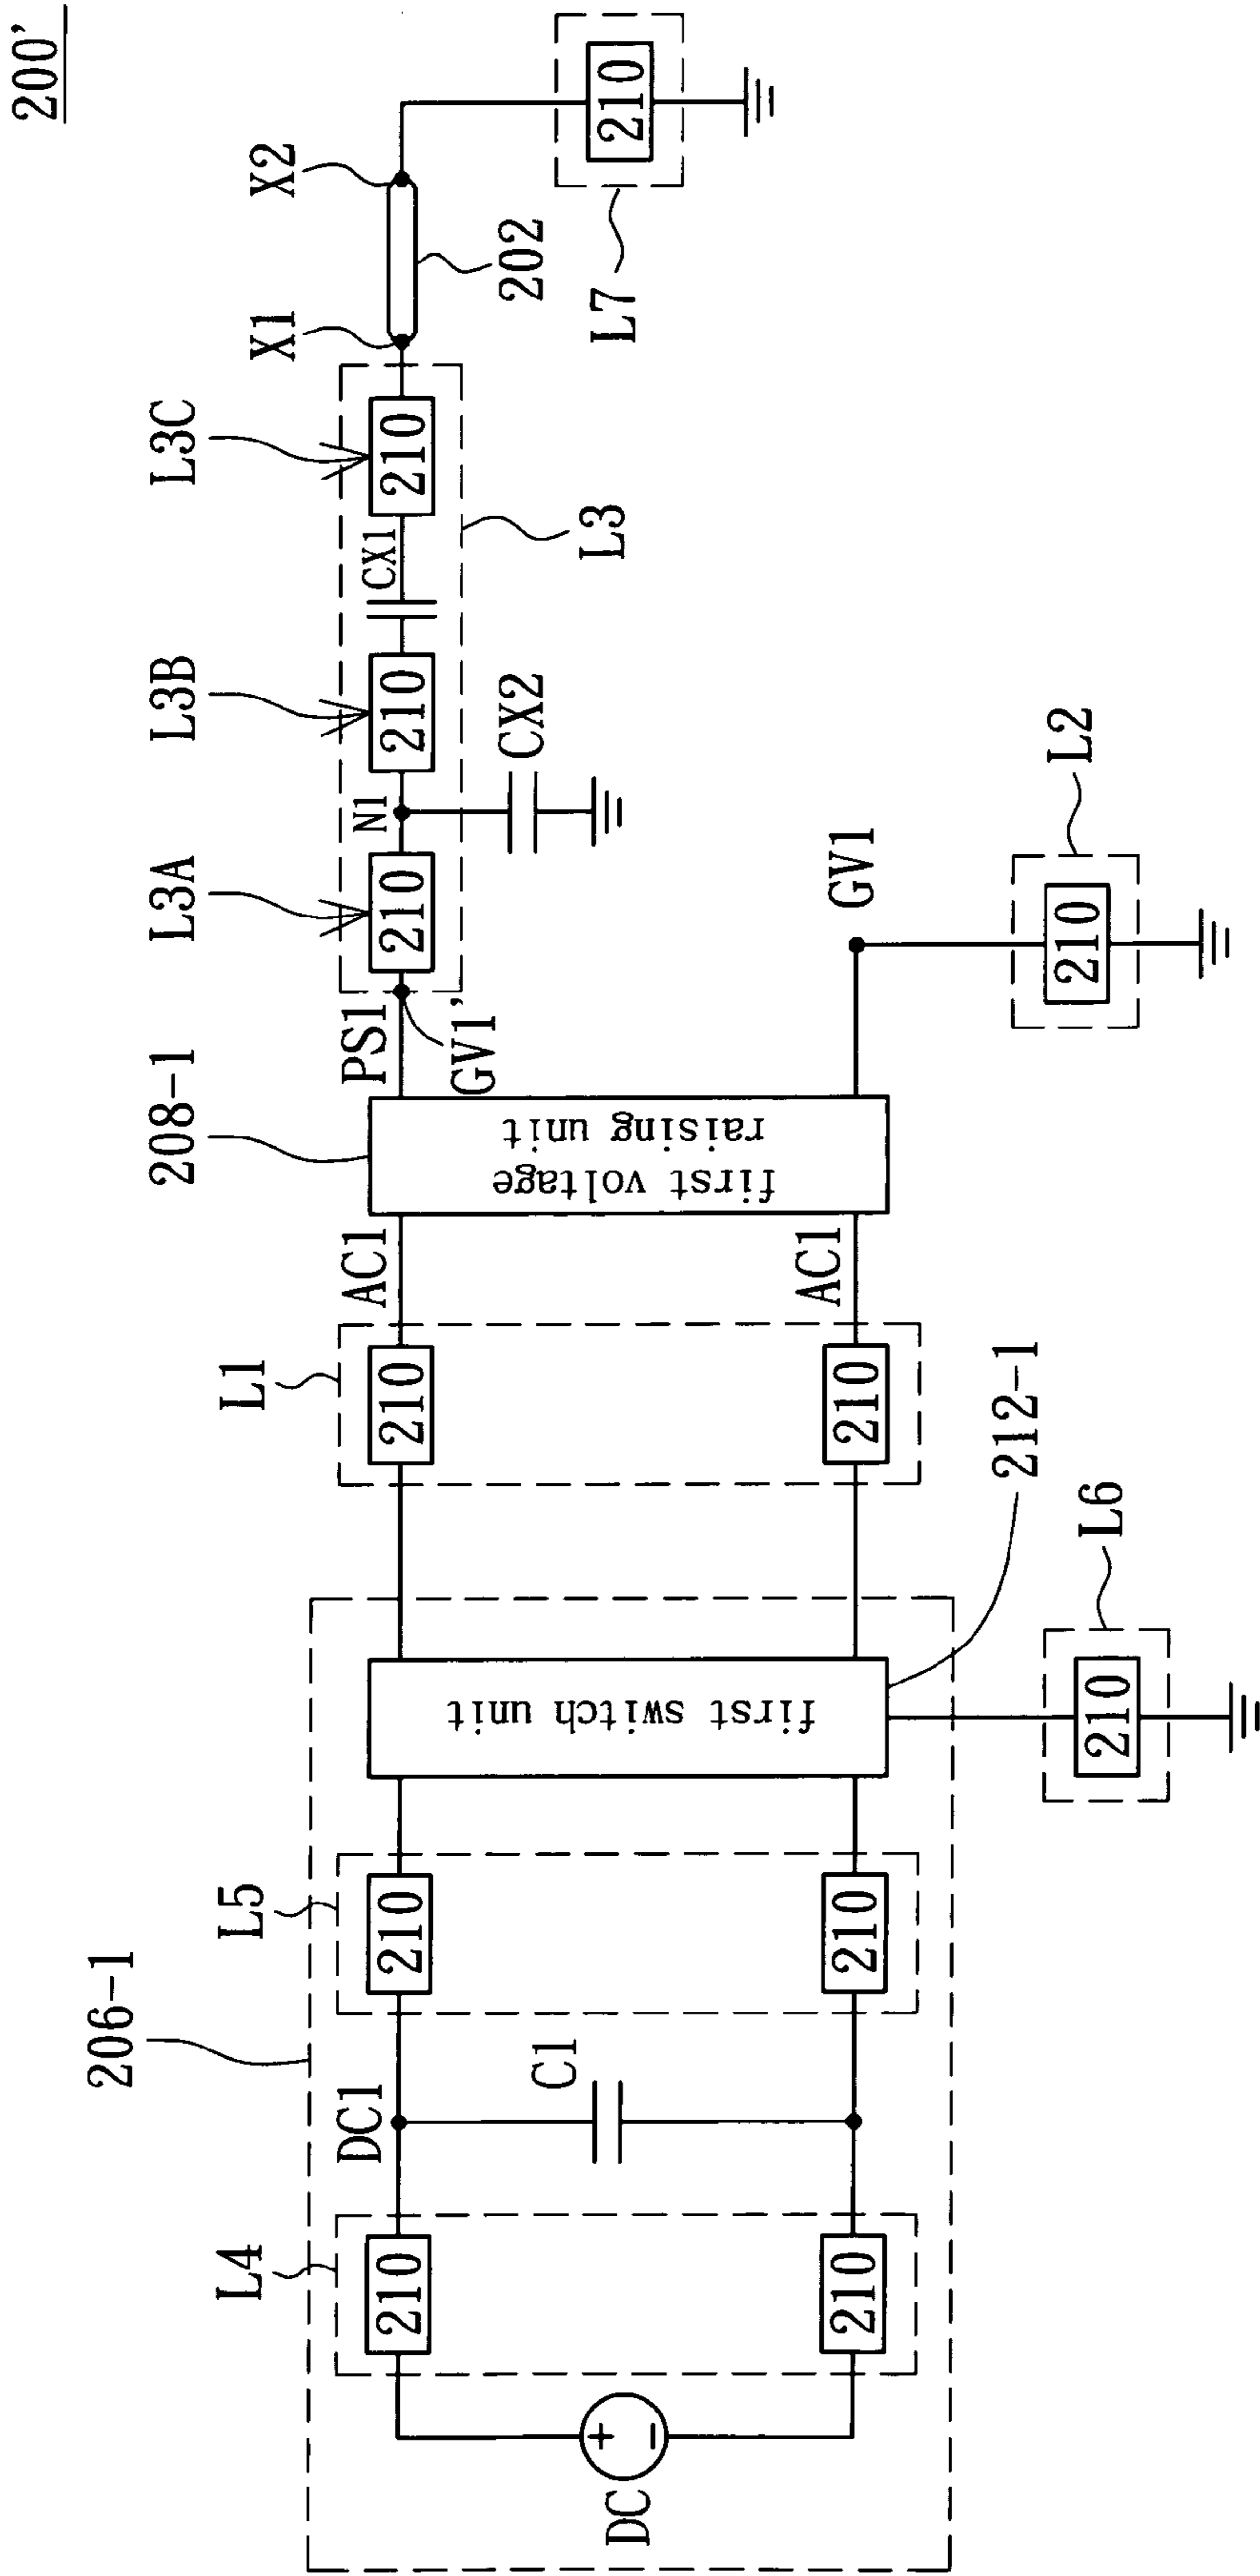 200'
206-1
L4
210
210
DC
+
−
DC1
C1
L5
210
210
first switch unit
212-1
L6
210
L1
210
210
AC1
AC1
208-1
first voltage
raising unit
PS1
GV1'
GV1
L2
210
L3A
210
N1
CX2
L3B
210
CX1
L3C
210
L3
X1
202
X2
L7
210